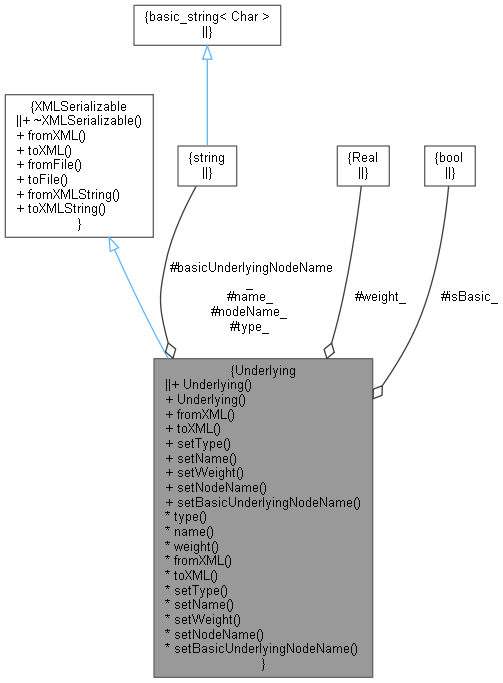 {basic_string< Char >
||}
{XMLSerializable
||+ ~XMLSerializable()
+ fromXML()
+ toXML()
+ fromFile()
+ toFile()
+ fromXMLString()
+ toXMLString()
}
{string
||}
{Real
||}
{bool
||}
#basicUnderlyingNodeName
_
#name_
#nodeName_
#type_
#weight_
#isBasic_
{Underlying
||+ Underlying()
+ Underlying()
+ fromXML()
+ toXML()
+ setType()
+ setName()
+ setWeight()
+ setNodeName()
+ setBasicUnderlyingNodeName()
* type()
* name()
* weight()
* fromXML()
* toXML()
* setType()
* setName()
* setWeight()
* setNodeName()
* setBasicUnderlyingNodeName()
}